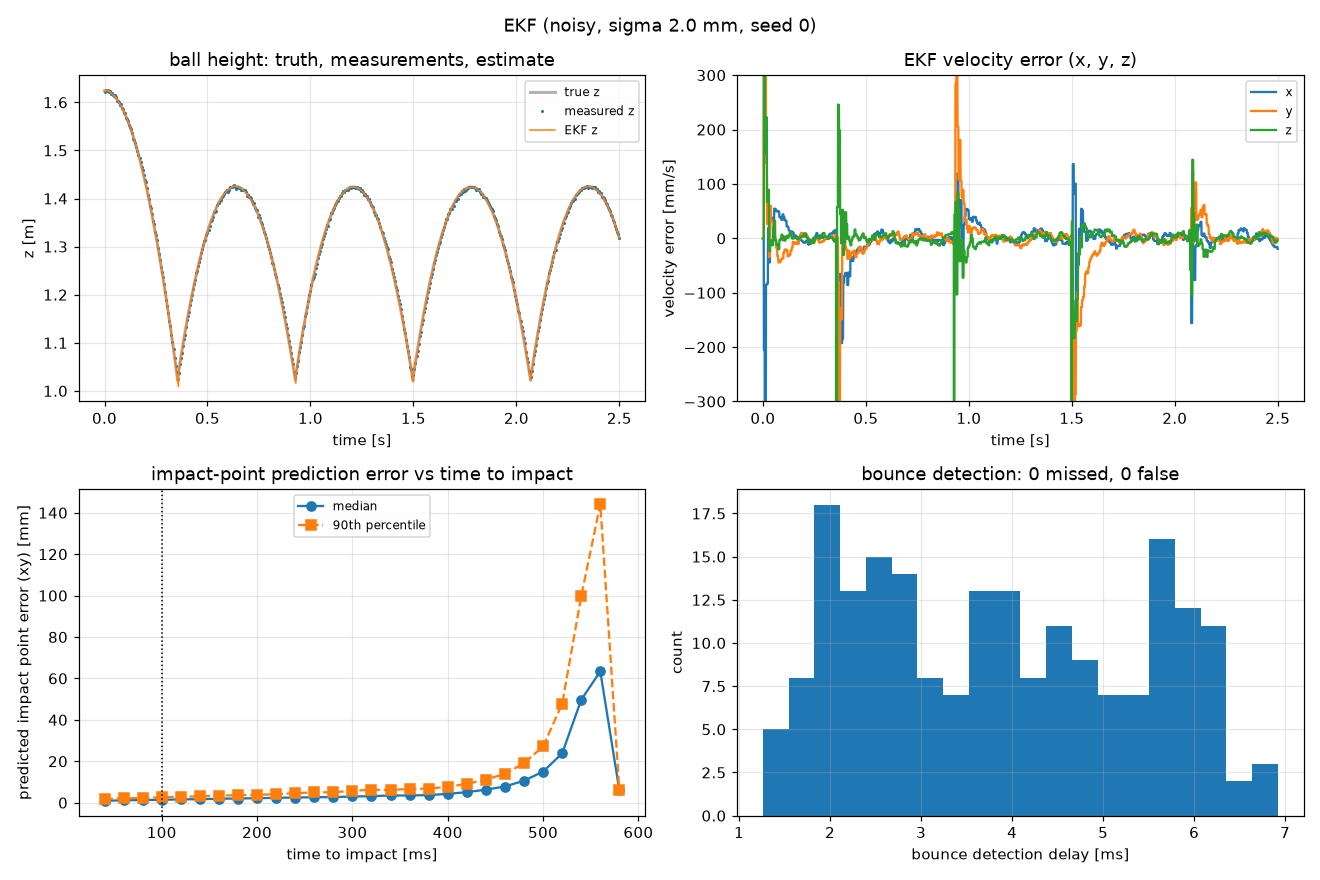 EKF (noisy, sigma 2.0 mm, seed 0)
ball height: truth, measurements, estimate
true z
measured z
EKF z
z [m]
1.6
1.5
1.4
1.3
1.2
1.1
1.0
0.0 0.5 1.0 1.5 2.0 2.5
time [s]
EKF velocity error (x, y, z)
x
y
z
velocity error [mm/s]
300
200
100
0
−100
−200
−300
0.0 0.5 1.0 1.5 2.0 2.5
time [s]
impact-point prediction error vs time to impact
median
90th percentile
predicted impact point error (xy) [mm]
140
120
100
80
60
40
20
0
100 200 300 400 500 600
time to impact [ms]
bounce detection: 0 missed, 0 false
count
17.5
15.0
12.5
10.0
7.5
5.0
2.5
0.0
1 2 3 4 5 6 7
bounce detection delay [ms]